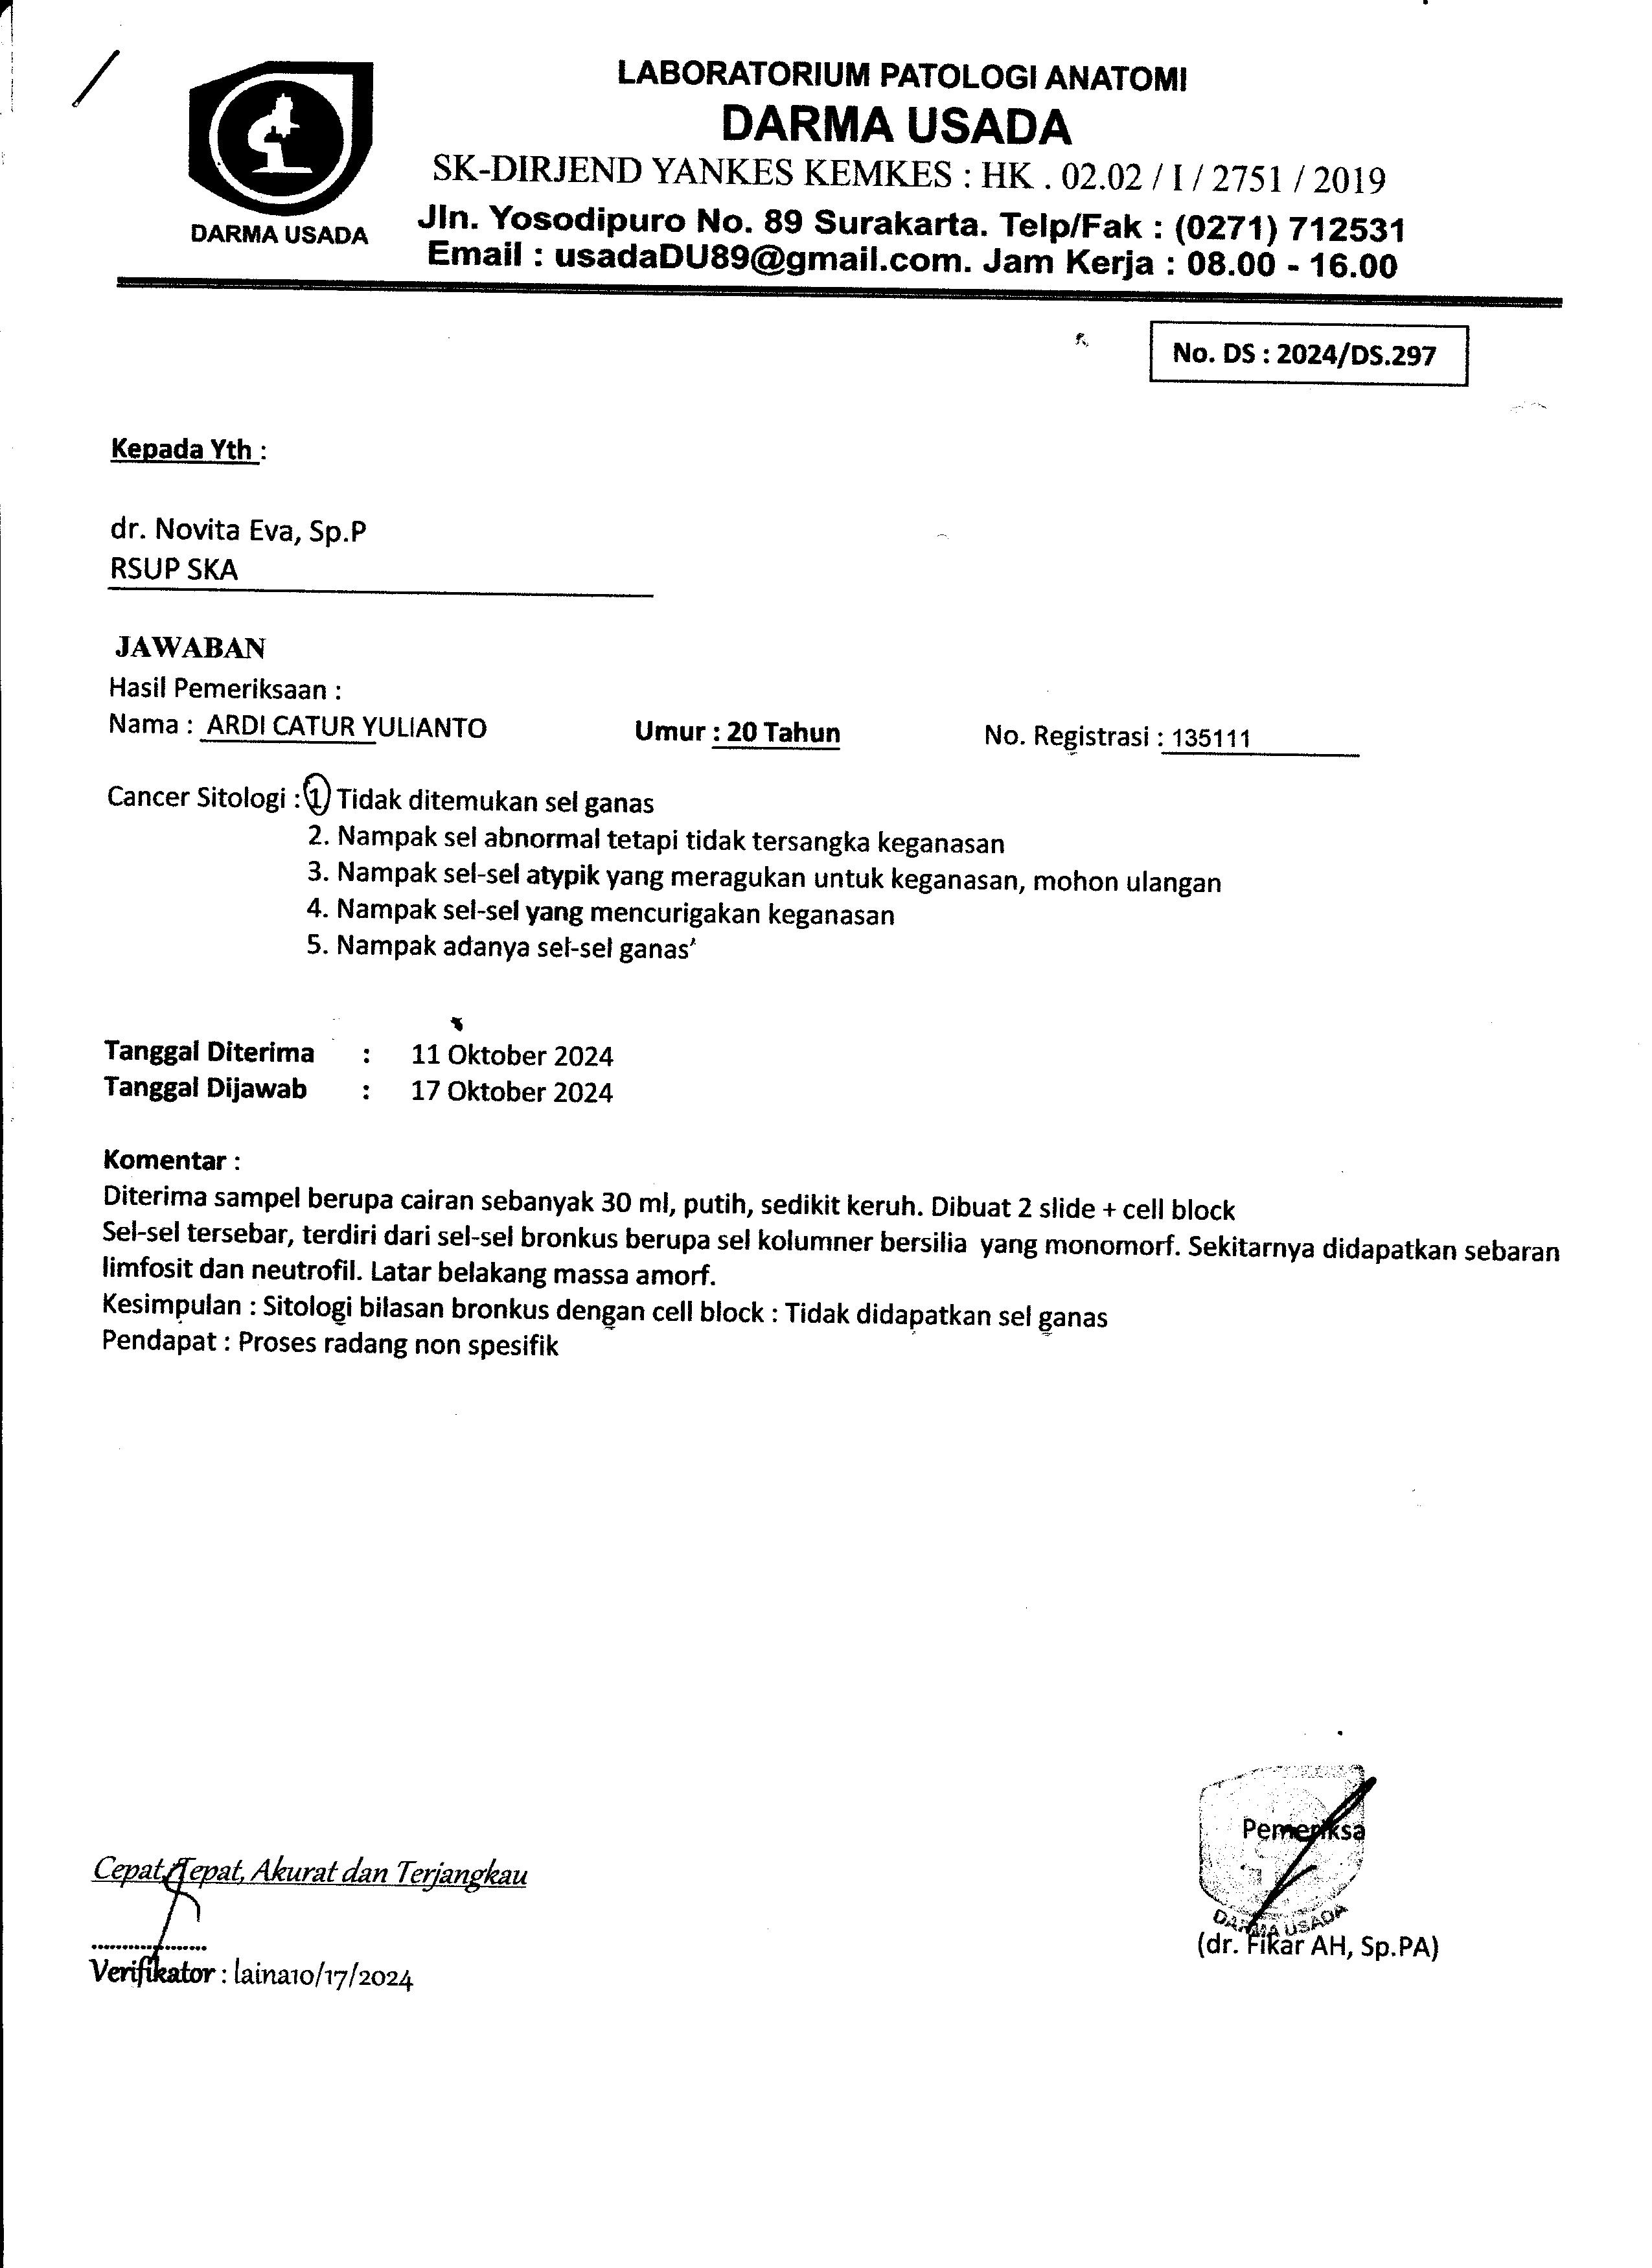 LABORATORIUM PATOLOGI ANATOMI
DARMA USADA
SK-DIRJEND YANKES KEMKES : HK . 02.02 / I / 2751 / 2019
Jln. Yosodipuro No. 89 Surakarta. Telp/Fak : (0271) 712531
Email : usadaDU89@gmail.com. Jam Kerja : 08.00 - 16.00
DARMA USADA
No. DS : 2024/DS.297
Kepada Yth :
dr. Novita Eva, Sp.P
RSUP SKA
JAWABAN
Hasil Pemeriksaan :
Nama : ARDI CATUR YULIANTO Umur : 20 Tahun No. Registrasi : 135111
Cancer Sitologi : 1 Tidak ditemukan sel ganas
2. Nampak sel abnormal tetapi tidak tersangka keganasan
3. Nampak sel-sel atypik yang meragukan untuk keganasan, mohon ulangan
4. Nampak sel-sel yang mencurigakan keganasan
5. Nampak adanya sel-sel ganas
Tanggal Diterima : 11 Oktober 2024
Tanggal Dijawab : 17 Oktober 2024
Komentar :
Diterima sampel berupa cairan sebanyak 30 ml, putih, sedikit keruh. Dibuat 2 slide + cell block
Sel-sel tersebar, terdiri dari sel-sel bronkus berupa sel kolumner bersilia yang monomorf. Sekitarnya didapatkan sebaran
limfosit dan neutrofil. Latar belakang massa amorf.
Kesimpulan : Sitologi bilasan bronkus dengan cell block : Tidak didapatkan sel ganas
Pendapat : Proses radang non spesifik
Pemeriksa
DARMA USADA
(dr. Fikar AH, Sp.PA)
Cepat, Tepat, Akurat dan Terjangkau
...................
Verifikator : laina10/17/2024